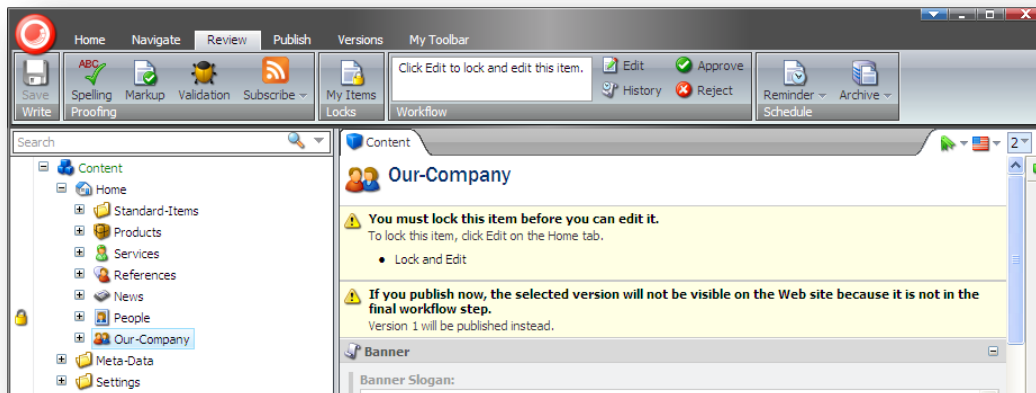 Home Navigate Review Publish Versions My Toolbar
Save
Write
ABC
Spelling Markup Validation Subscribe
Proofing
My Items
Locks
Click Edit to lock and edit this item.
Edit Approve
History Reject
Workflow
Reminder Archive
Schedule
Search
Content
Home
Standard-Items
Products
Services
References
News
People
Our-Company
Meta-Data
Settings
Content
2
Our-Company
You must lock this item before you can edit it.
To lock this item, click Edit on the Home tab.
• Lock and Edit
If you publish now, the selected version will not be visible on the Web site because it is not in the
final workflow step.
Version 1 will be published instead.
Banner
Banner Slogan: